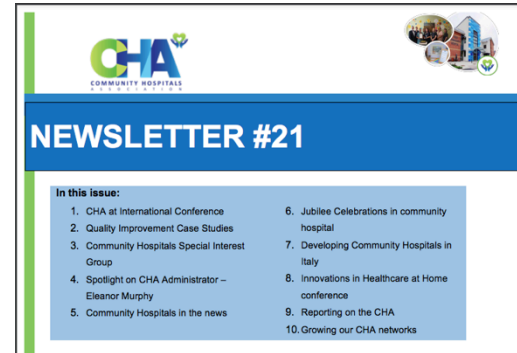 CHA
COMMUNITY HOSPITALS
ASSOCIATION
NEWSLETTER #21
In this issue:
1. CHA at International Conference
2. Quality Improvement Case Studies
3. Community Hospitals Special Interest
Group
4. Spotlight on CHA Administrator –
Eleanor Murphy
5. Community Hospitals in the news
6. Jubilee Celebrations in community
hospital
7. Developing Community Hospitals in
Italy
8. Innovations in Healthcare at Home
conference
9. Reporting on the CHA
10. Growing our CHA networks